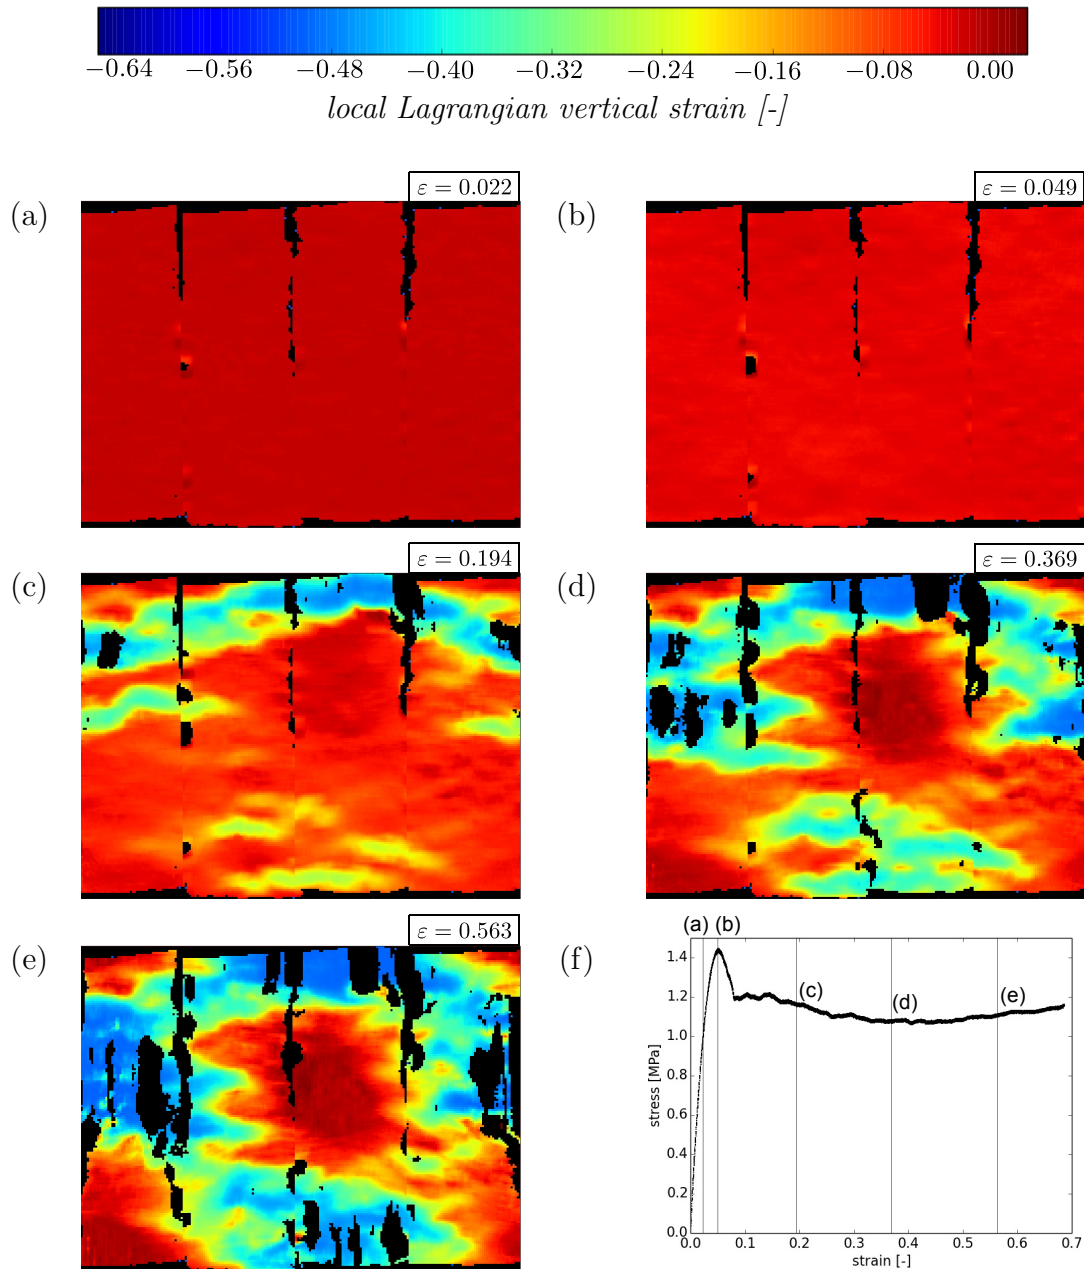 −0.64 −0.56 −0.48 −0.40 −0.32 −0.24 −0.16 −0.08 0.00
local Lagrangian vertical strain [-]
(a) ε = 0.022
(b) ε = 0.049
(c) ε = 0.194
(d) ε = 0.369
(e) ε = 0.563
(f)
(a) (b)
(c)
(d)
(e)
1.4
1.2
1.0
0.8
0.6
0.4
0.2
0.0
stress [MPa]
0.0 0.1 0.2 0.3 0.4 0.5 0.6 0.7
strain [-]